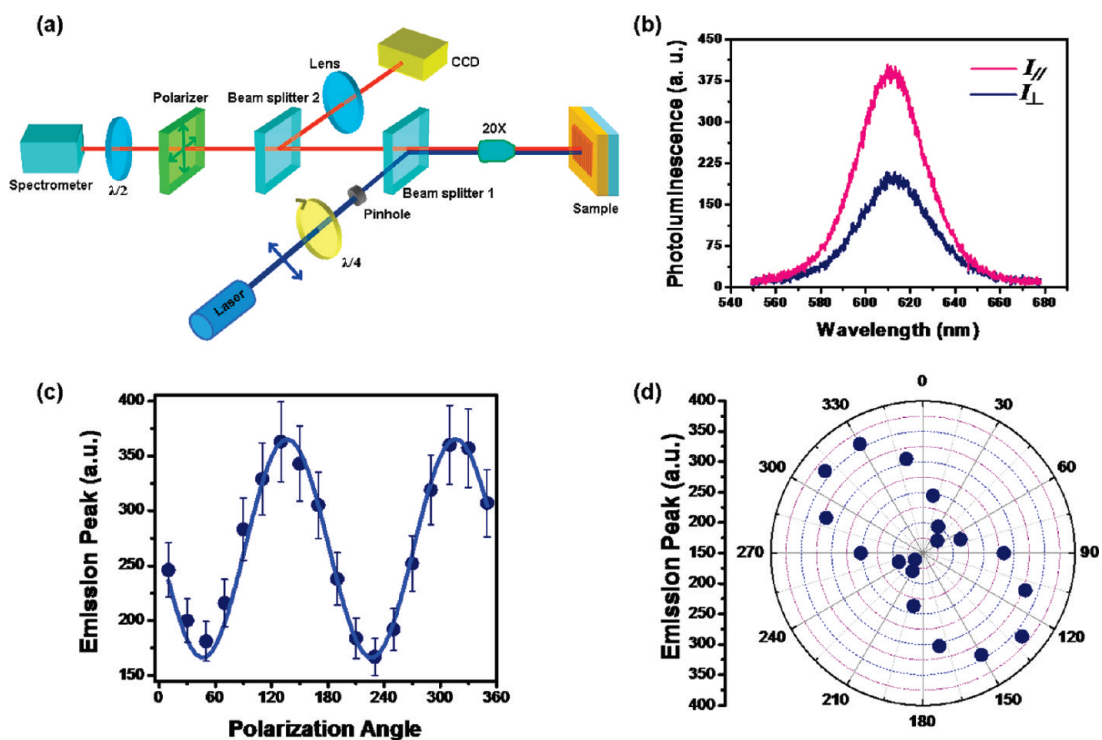 (a)
CCD
Lens
Polarizer
Beam splitter 2
20X
Spectrometer
λ/2
Beam splitter 1
Sample
Pinhole
λ/4
Laser
(b)
Photoluminescence (a. u.)
450
375
300
225
150
75
0
540 560 580 600 620 640 660 680
Wavelength (nm)
I//
I⊥
(c)
Emission Peak (a.u.)
400
350
300
250
200
150
0 60 120 180 240 300 360
Polarization Angle
(d)
Emission Peak (a.u.)
400
350
300
250
200
150
200
250
300
350
400
0
30
60
90
120
150
180
210
240
270
300
330